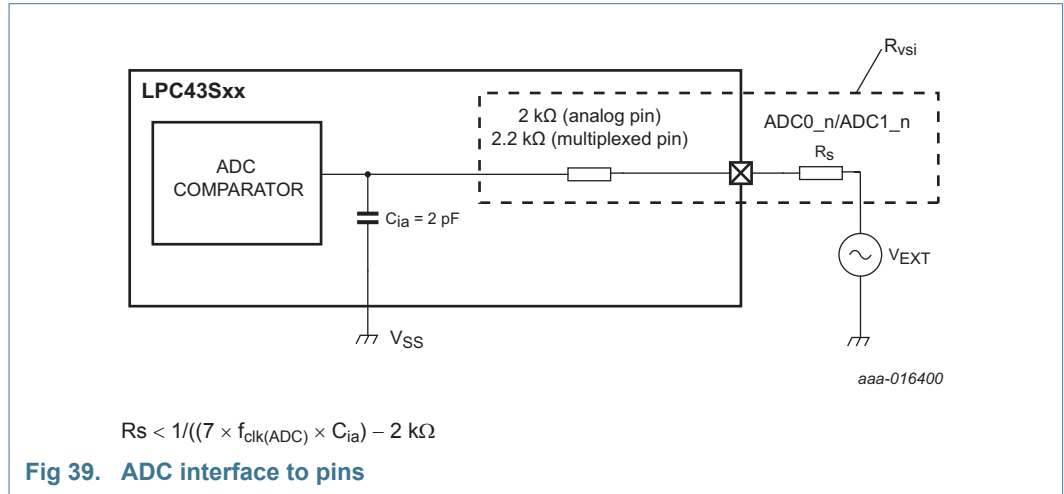 R_vsi
LPC43Sxx
2 kΩ (analog pin)
2.2 kΩ (multiplexed pin)
ADC0_n/ADC1_n
R_s
ADC
COMPARATOR
C_ia = 2 pF
V_EXT
V_SS
aaa-016400
Rs < 1/((7 × f_clk(ADC) × C_ia) − 2 kΩ
Fig 39. ADC interface to pins